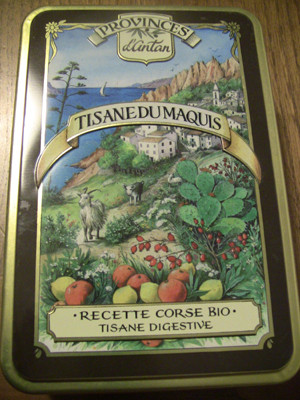 PROVINCES
d'Antan
TISANE DU MAQUIS
• RECETTE CORSE BIO •
TISANE DIGESTIVE